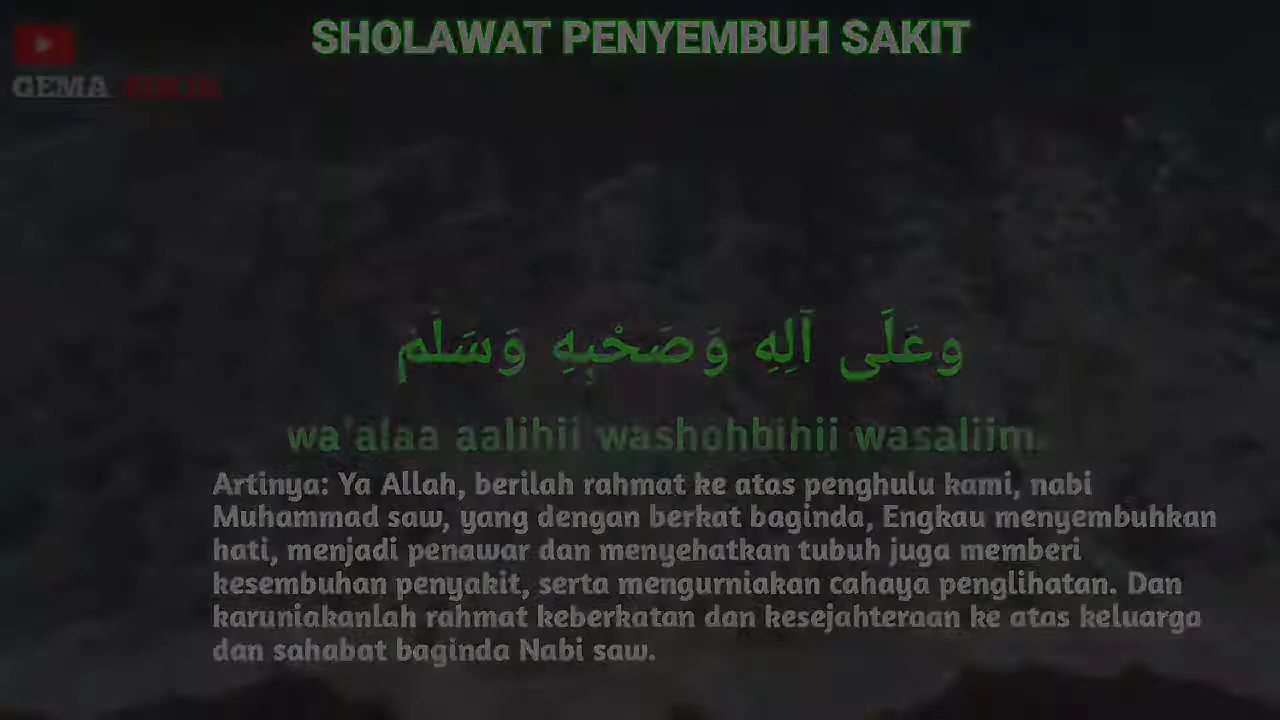 SHOLAWAT PENYEMBUH SAKIT
GEMA
وعَلَى آلِهِ وَصَحْبِهِ وَسَلَم
wa'alaa aalihii washohbihii wasaliim.
Artinya: Ya Allah, berilah rahmat ke atas penghulu kami, nabi
Muhammad saw, yang dengan berkat baginda, Engkau menyembuhkan
hati, menjadi penawar dan menyehatkan tubuh juga memberi
kesembuhan penyakit, serta mengurniakan cahaya penglihatan. Dan
karuniakanlah rahmat keberkatan dan kesejahteraan ke atas keluarga
dan sahabat baginda Nabi saw.